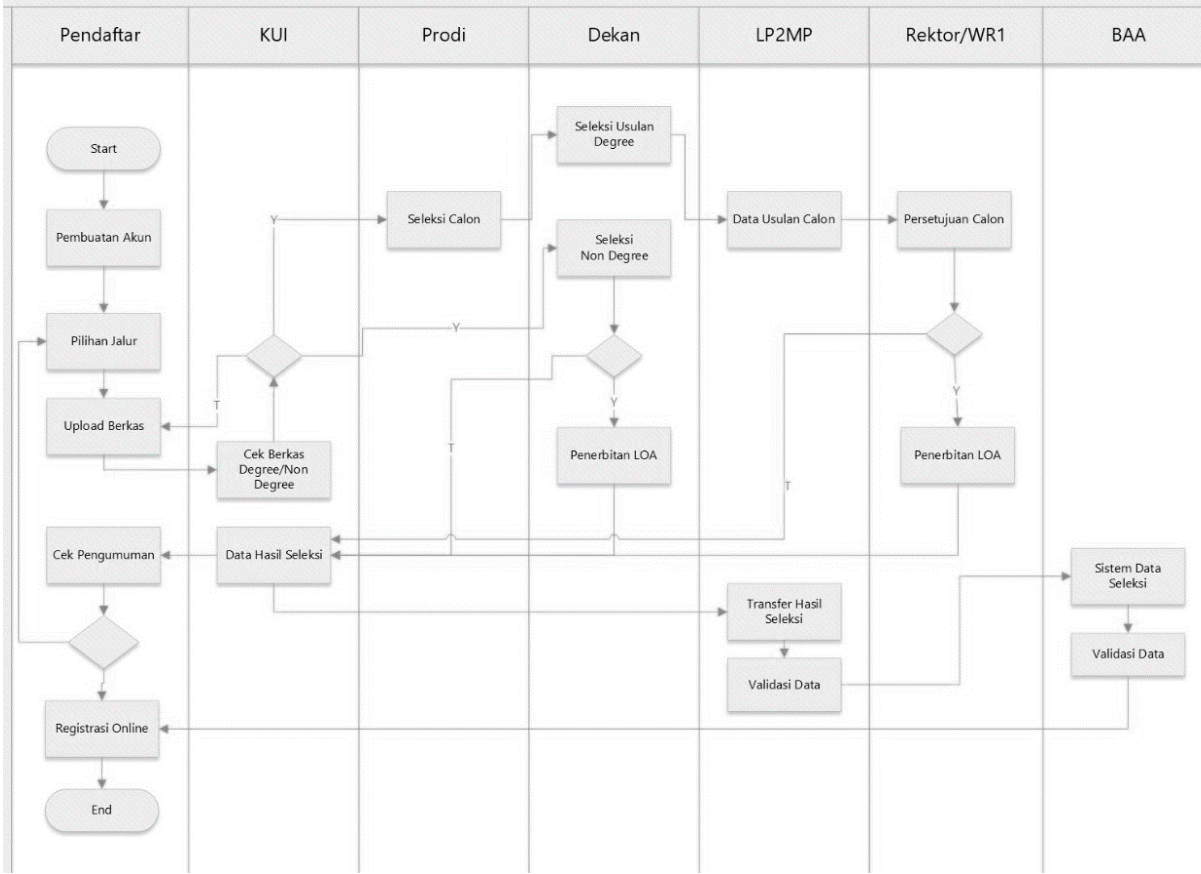 Pendaftar
KUI
Prodi
Dekan
LP2MP
Rektor/WR1
BAA
Start
Seleksi Usulan
Degree
Pembuatan Akun
Y
Seleksi Calon
Seleksi
Non Degree
Data Usulan Calon
Persetujuan Calon
Pilihan Jalur
Y
Upload Berkas
T
Cek Berkas
Degree/Non
Degree
T
Y
Penerbitan LOA
T
Y
Penerbitan LOA
Cek Pengumuman
Data Hasil Seleksi
Transfer Hasil
Seleksi
Sistem Data
Seleksi
Validasi Data
Validasi Data
Registrasi Online
End